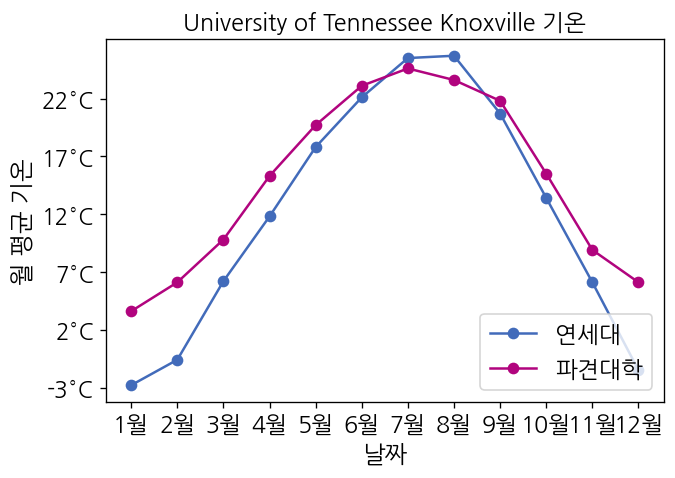 University of Tennessee Knoxville 기온
월 평균 기온
22°C
17°C
12°C
7°C
2°C
-3°C
연세대
파견대학
1월 2월 3월 4월 5월 6월 7월 8월 9월 10월 11월 12월
날짜